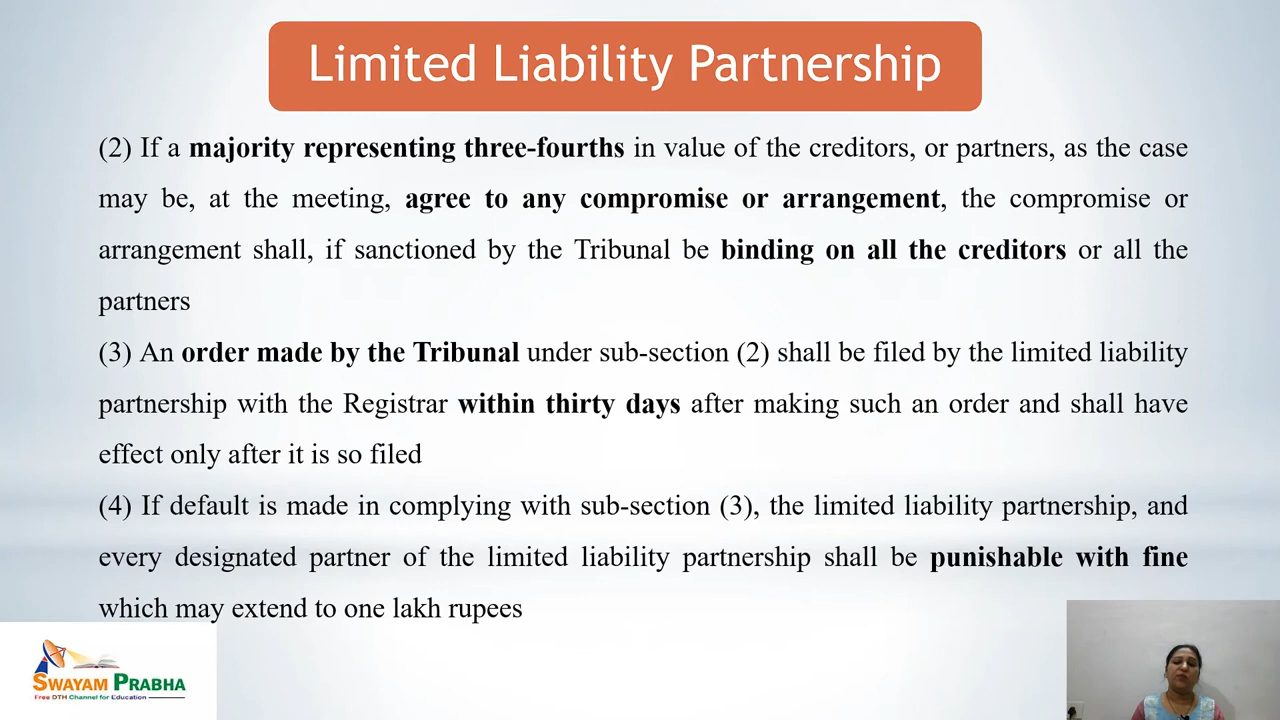 Limited Liability Partnership
(2) If a majority representing three-fourths in value of the creditors, or partners, as the case
may be, at the meeting, agree to any compromise or arrangement, the compromise or
arrangement shall, if sanctioned by the Tribunal be binding on all the creditors or all the
partners
(3) An order made by the Tribunal under sub-section (2) shall be filed by the limited liability
partnership with the Registrar within thirty days after making such an order and shall have
effect only after it is so filed
(4) If default is made in complying with sub-section (3), the limited liability partnership, and
every designated partner of the limited liability partnership shall be punishable with fine
which may extend to one lakh rupees
SWAYAM PRABHA
Free DTH Channel for Education